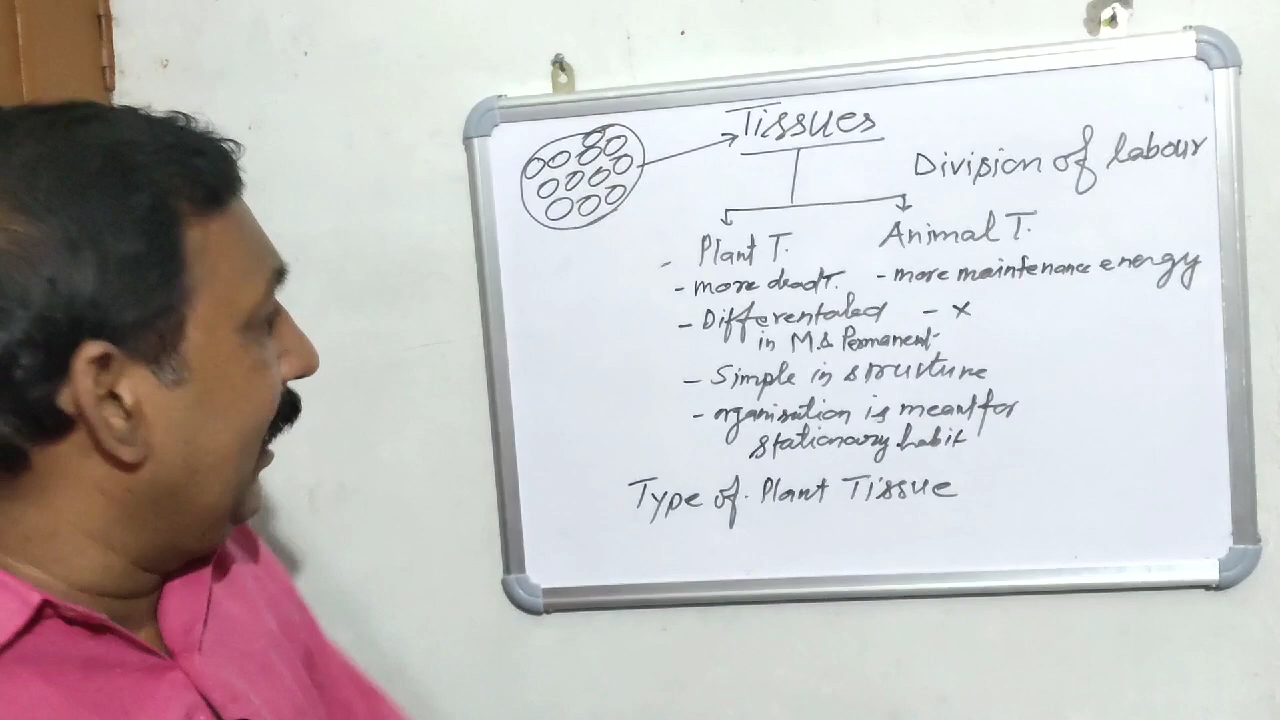 Tissues
Division of labour
Plant T.
Animal T.
- more dead T.
- more maintenance energy
- Differentaled
- x
in M.& Permanent
- Simple in structure
- organisation is meant for
stationary habit
Type of Plant Tissue